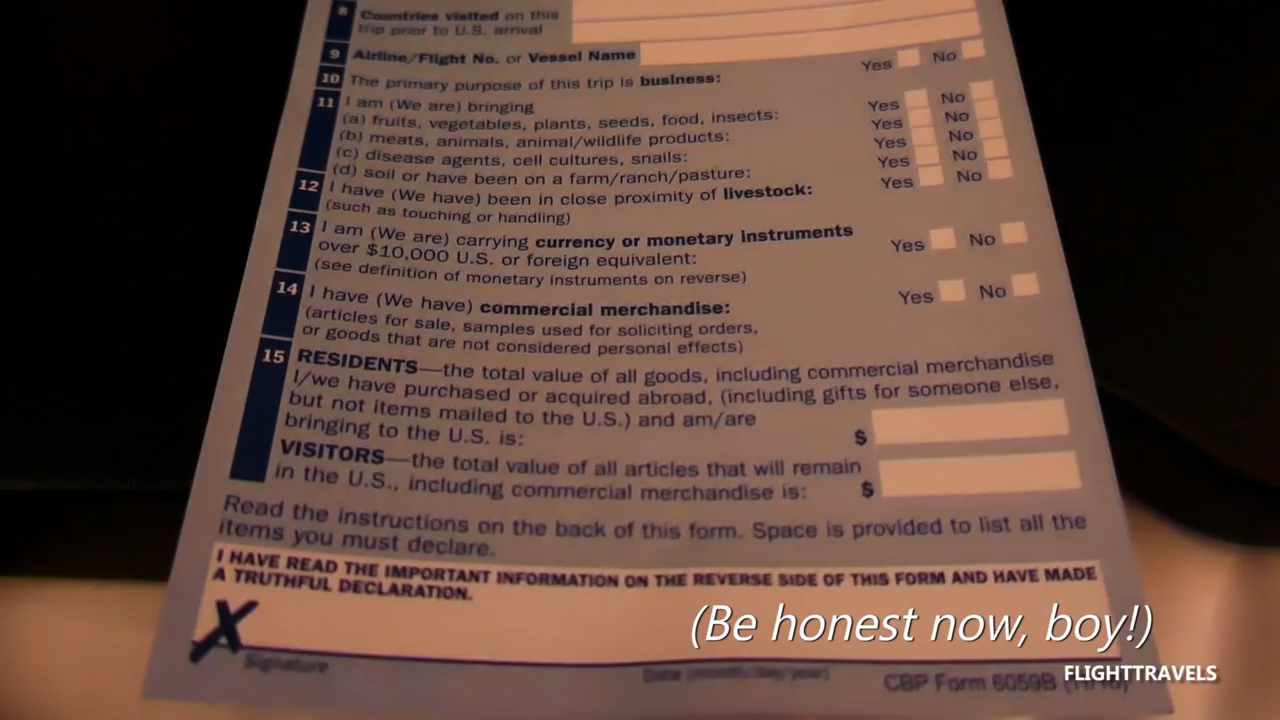 8 Countries visited on this
trip prior to U.S. arrival
9 Airline/Flight No. or Vessel Name
10 The primary purpose of this trip is business: Yes No
11 I am (We are) bringing
(a) fruits, vegetables, plants, seeds, food, insects: Yes No
(b) meats, animals, animal/wildlife products: Yes No
(c) disease agents, cell cultures, snails: Yes No
(d) soil or have been on a farm/ranch/pasture: Yes No
12 I have (We have) been in close proximity of livestock: Yes No
(such as touching or handling)
13 I am (We are) carrying currency or monetary instruments
over $10,000 U.S. or foreign equivalent: Yes No
(see definition of monetary instruments on reverse)
14 I have (We have) commercial merchandise: Yes No
(articles for sale, samples used for soliciting orders,
or goods that are not considered personal effects)
15 RESIDENTS—the total value of all goods, including commercial merchandise
I/we have purchased or acquired abroad, (including gifts for someone else,
but not items mailed to the U.S.) and am/are
bringing to the U.S. is: $
VISITORS—the total value of all articles that will remain
in the U.S., including commercial merchandise is: $
Read the instructions on the back of this form. Space is provided to list all the
items you must declare.
I HAVE READ THE IMPORTANT INFORMATION ON THE REVERSE SIDE OF THIS FORM AND HAVE MADE
A TRUTHFUL DECLARATION.
X
(Be honest now, boy!)
Signature Date (month/day/year)
CBP Form 6059B
FLIGHTTRAVELS